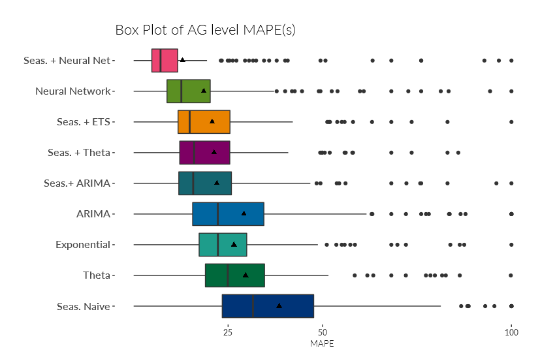 Box Plot of AG level MAPE(s)
Seas. + Neural Net
Neural Network
Seas. + ETS
Seas. + Theta
Seas.+ ARIMA
ARIMA
Exponential
Theta
Seas. Naive
25 50 100
MAPE